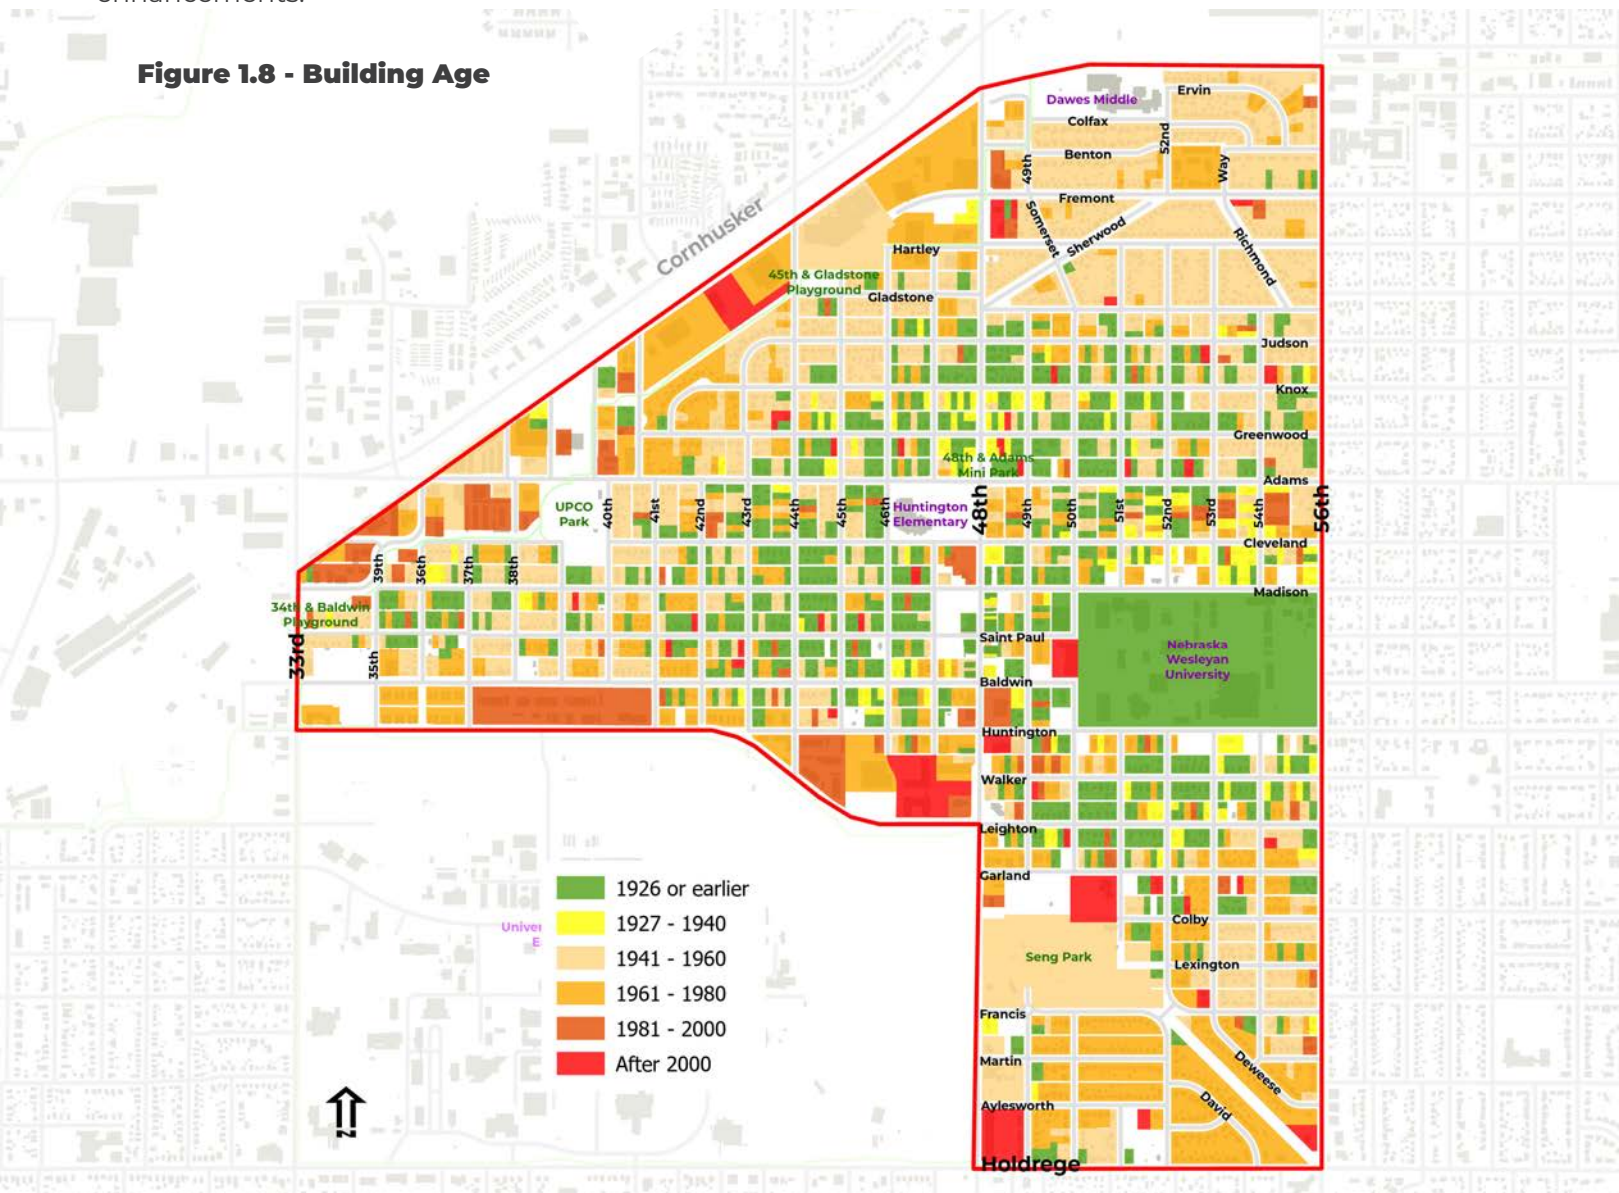 enhancements.
Figure 1.8 - Building Age
Dawes Middle
Ervin
Colfax
52nd
Benton
49th
Way
Fremont
Somerset
Sherwood
Richmond
Cornhusker
Hartley
45th & Gladstone
Playground
Gladstone
Judson
Knox
Greenwood
48th & Adams
Mini Park
Adams
UPCO
Park
40th
41st
42nd
43rd
44th
45th
46th
Huntington
Elementary
48th
49th
50th
51st
52nd
53rd
54th
56th
Cleveland
39th
36th
37th
38th
Madison
34th & Baldwin
Playground
33rd
35th
Saint Paul
Nebraska
Wesleyan
University
Baldwin
Huntington
Walker
Leighton
Garland
Colby
Seng Park
Lexington
Francis
Martin
Deweese
Aylesworth
David
Holdrege
1926 or earlier
1927 - 1940
1941 - 1960
1961 - 1980
1981 - 2000
After 2000
Univer
E
N